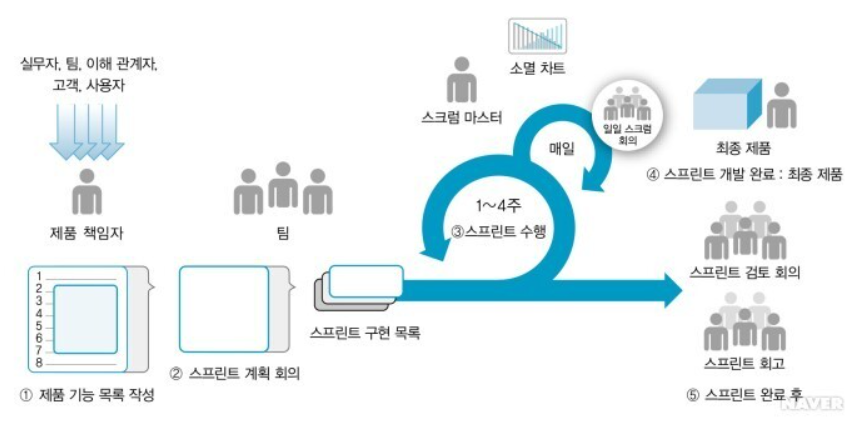 실무자, 팀, 이해 관계자,
고객, 사용자
제품 책임자
1
2
3
4
5
6
7
8
① 제품 기능 목록 작성
팀
② 스프린트 계획 회의
스프린트 구현 목록
스크럼 마스터
소멸 차트
매일
일일 스크럼
회의
1~4주
③스프린트 수행
최종 제품
④ 스프린트 개발 완료 : 최종 제품
스프린트 검토 회의
스프린트 회고
⑤ 스프린트 완료 후
NAVER